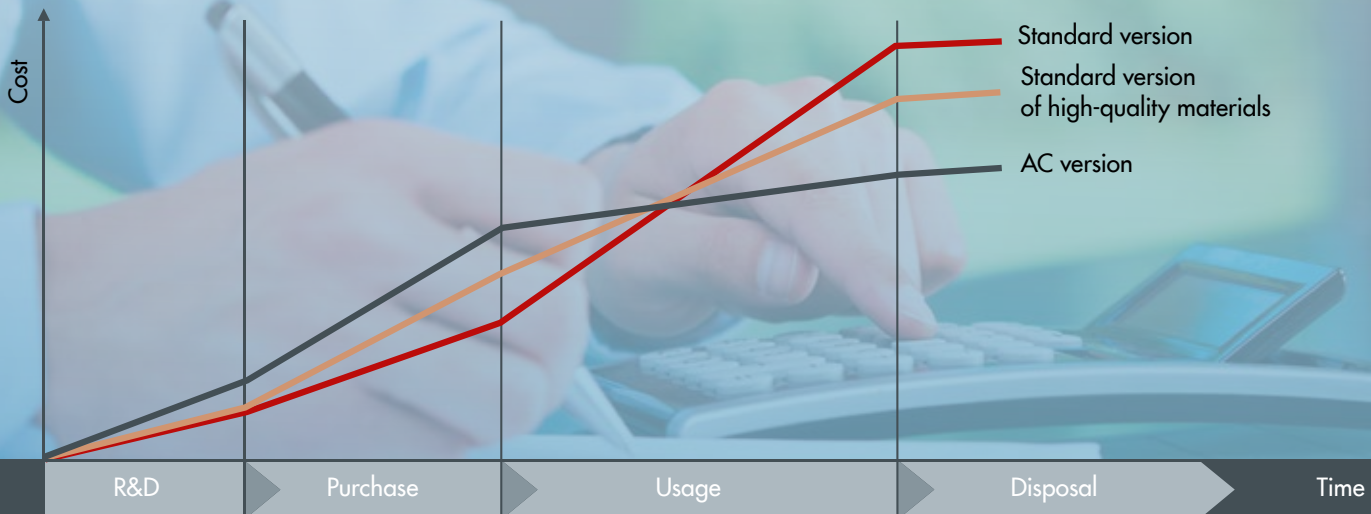 Cost
Standard version
Standard version
of high-quality materials
AC version
R&D
Purchase
Usage
Disposal
Time